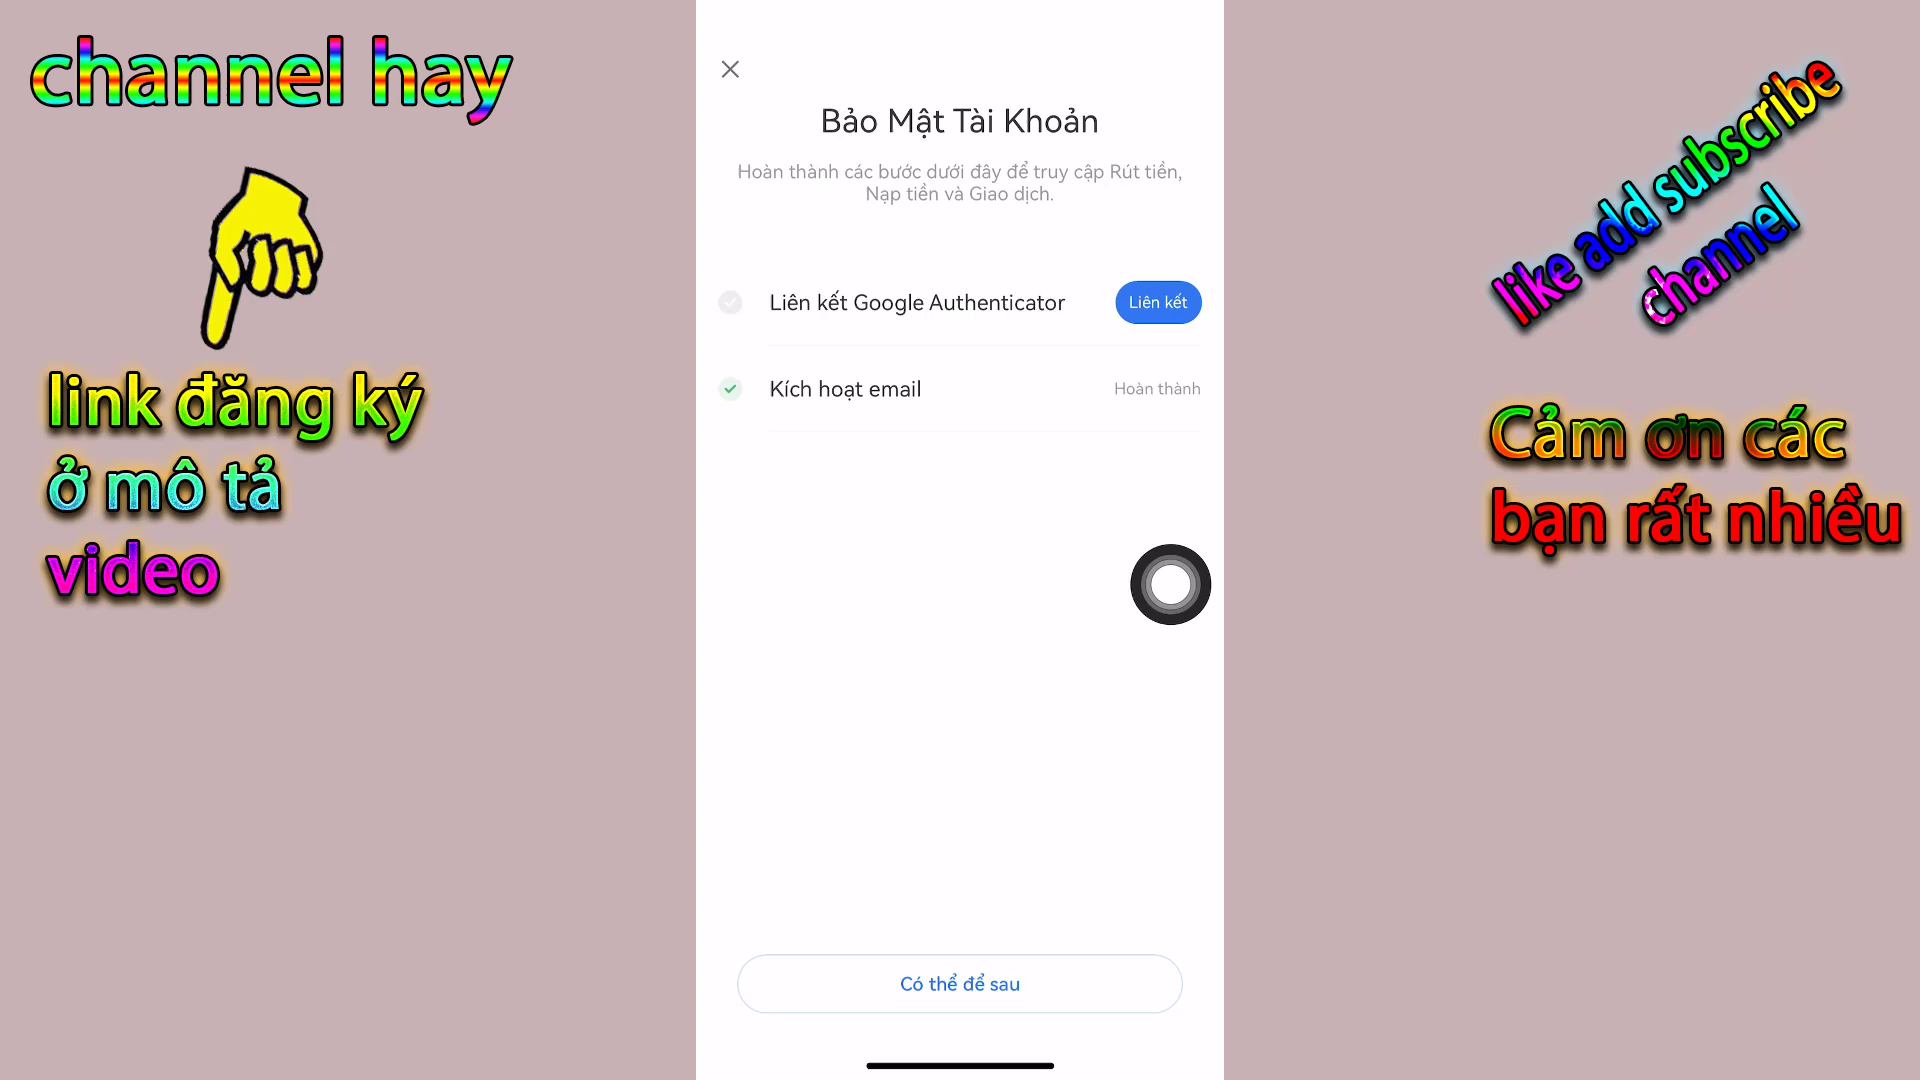 channel hay
link đăng ký
ở mô tả
video
Bảo Mật Tài Khoản
Hoàn thành các bước dưới đây để truy cập Rút tiền,
Nạp tiền và Giao dịch.
Liên kết Google Authenticator
Liên kết
Kích hoạt email
Hoàn thành
Có thể để sau
like add subscribe
channel
Cảm ơn các
bạn rất nhiều